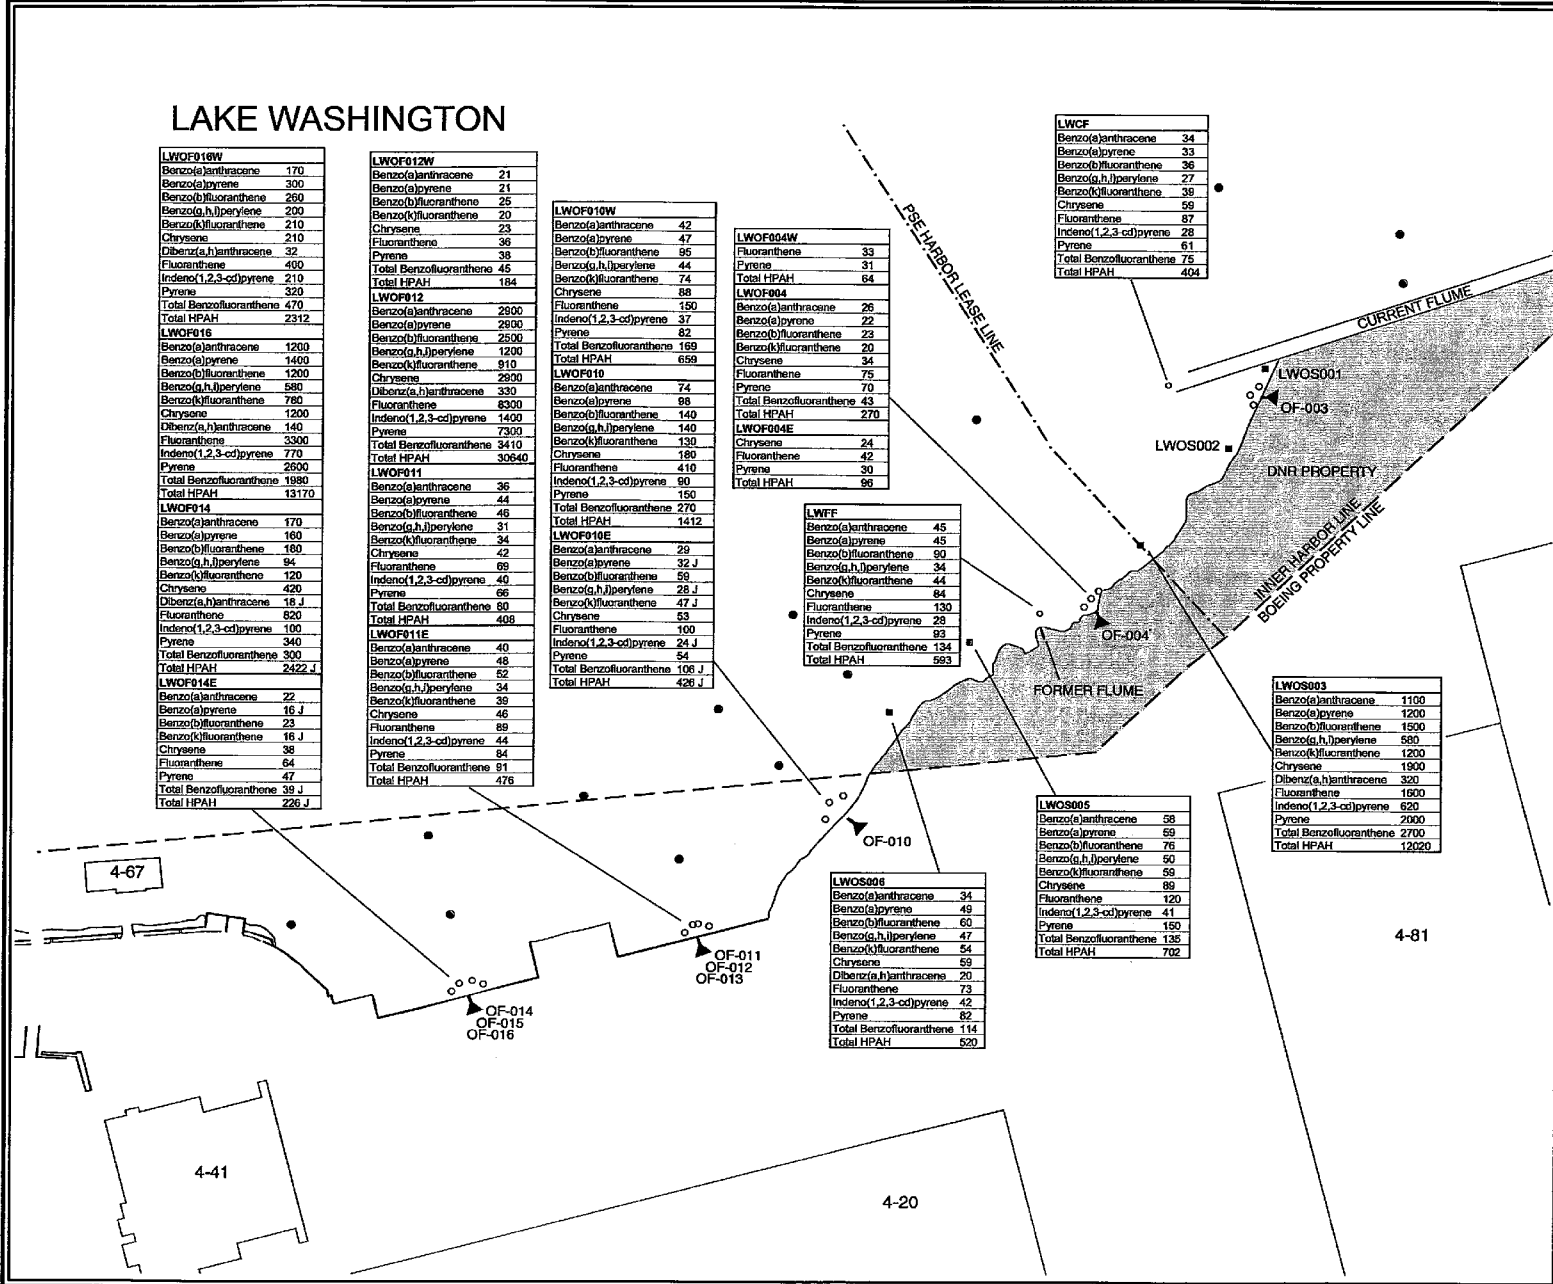 LAKE WASHINGTON
LWOF016W
Benzo(a)anthracene 170
Benzo(a)pyrene 300
Benzo(b)fluoranthene 260
Benzo(g,h,i)perylene 200
Benzo(k)fluoranthene 210
Chrysene 210
Dibenz(a,h)anthracene 32
Fluoranthene 400
Indeno(1,2,3-cd)pyrene 210
Pyrene 320
Total Benzofluoranthene 470
Total HPAH 2312
LWOF016
Benzo(a)anthracene 1200
Benzo(a)pyrene 1400
Benzo(b)fluoranthene 1200
Benzo(g,h,i)perylene 580
Benzo(k)fluoranthene 780
Chrysene 1200
Dibenz(a,h)anthracene 140
Fluoranthene 3300
Indeno(1,2,3-cd)pyrene 770
Pyrene 2600
Total Benzofluoranthene 1980
Total HPAH 13170
LWOF014
Benzo(a)anthracene 170
Benzo(a)pyrene 160
Benzo(b)fluoranthene 180
Benzo(g,h,i)perylene 94
Benzo(k)fluoranthene 120
Chrysene 420
Dibenz(a,h)anthracene 18 J
Fluoranthene 820
Indeno(1,2,3-cd)pyrene 100
Pyrene 340
Total Benzofluoranthene 300
Total HPAH 2422 J
LWOF014E
Benzo(a)anthracene 22
Benzo(a)pyrene 16 J
Benzo(b)fluoranthene 23
Benzo(k)fluoranthene 16 J
Chrysene 38
Fluoranthene 64
Pyrene 47
Total Benzofluoranthene 39 J
Total HPAH 226 J
LWOF012W
Benzo(a)anthracene 21
Benzo(a)pyrene 21
Benzo(b)fluoranthene 25
Benzo(k)fluoranthene 20
Chrysene 23
Fluoranthene 36
Pyrene 38
Total Benzofluoranthene 45
Total HPAH 184
LWOF012
Benzo(a)anthracene 2900
Benzo(a)pyrene 2900
Benzo(b)fluoranthene 2500
Benzo(g,h,i)perylene 1200
Benzo(k)fluoranthene 910
Chrysene 2900
Dibenz(a,h)anthracene 330
Fluoranthene 8300
Indeno(1,2,3-cd)pyrene 1400
Pyrene 7300
Total Benzofluoranthene 3410
Total HPAH 30640
LWOF011
Benzo(a)anthracene 36
Benzo(a)pyrene 44
Benzo(b)fluoranthene 46
Benzo(g,h,i)perylene 31
Benzo(k)fluoranthene 34
Chrysene 42
Fluoranthene 69
Indeno(1,2,3-cd)pyrene 40
Pyrene 66
Total Benzofluoranthene 80
Total HPAH 408
LWOF011E
Benzo(a)anthracene 40
Benzo(a)pyrene 48
Benzo(b)fluoranthene 52
Benzo(g,h,i)perylene 34
Benzo(k)fluoranthene 39
Chrysene 46
Fluoranthene 89
Indeno(1,2,3-cd)pyrene 44
Pyrene 84
Total Benzofluoranthene 91
Total HPAH 476
LWOF010W
Benzo(a)anthracene 42
Benzo(a)pyrene 47
Benzo(b)fluoranthene 95
Benzo(g,h,i)perylene 44
Benzo(k)fluoranthene 74
Chrysene 88
Fluoranthene 150
Indeno(1,2,3-cd)pyrene 37
Pyrene 82
Total Benzofluoranthene 169
Total HPAH 659
LWOF010
Benzo(a)anthracene 74
Benzo(a)pyrene 98
Benzo(b)fluoranthene 140
Benzo(g,h,i)perylene 140
Benzo(k)fluoranthene 130
Chrysene 180
Fluoranthene 410
Indeno(1,2,3-cd)pyrene 90
Pyrene 150
Total Benzofluoranthene 270
Total HPAH 1412
LWOF010E
Benzo(a)anthracene 29
Benzo(a)pyrene 32 J
Benzo(b)fluoranthene 59
Benzo(g,h,i)perylene 28 J
Benzo(k)fluoranthene 47 J
Chrysene 53
Fluoranthene 100
Indeno(1,2,3-cd)pyrene 24 J
Pyrene 54
Total Benzofluoranthene 106 J
Total HPAH 426 J
LWOF004W
Fluoranthene 33
Pyrene 31
Total HPAH 64
LWOF004
Benzo(a)anthracene 26
Benzo(a)pyrene 22
Benzo(b)fluoranthene 23
Benzo(k)fluoranthene 20
Chrysene 34
Fluoranthene 75
Pyrene 70
Total Benzofluoranthene 43
Total HPAH 270
LWOF004E
Chrysene 24
Fluoranthene 42
Pyrene 30
Total HPAH 96
LWFF
Benzo(a)anthracene 45
Benzo(a)pyrene 45
Benzo(b)fluoranthene 90
Benzo(g,h,i)perylene 34
Benzo(k)fluoranthene 44
Chrysene 84
Fluoranthene 130
Indeno(1,2,3-cd)pyrene 28
Pyrene 93
Total Benzofluoranthene 134
Total HPAH 593
LWCF
Benzo(a)anthracene 34
Benzo(a)pyrene 33
Benzo(b)fluoranthene 36
Benzo(g,h,i)perylene 27
Benzo(k)fluoranthene 39
Chrysene 59
Fluoranthene 87
Indeno(1,2,3-cd)pyrene 28
Pyrene 61
Total Benzofluoranthene 75
Total HPAH 404
PSE HARBOR LEASE LINE
CURRENT FLUME
LWOS001
OF-003
LWOS002
DNR PROPERTY
INNER HARBOR LINE
BOEING PROPERTY LINE
OF-004
FORMER FLUME
LWOS003
Benzo(a)anthracene 1100
Benzo(a)pyrene 1200
Benzo(b)fluoranthene 1500
Benzo(g,h,i)perylene 580
Benzo(k)fluoranthene 1200
Chrysene 1900
Dibenz(a,h)anthracene 320
Fluoranthene 1600
Indeno(1,2,3-cd)pyrene 620
Pyrene 2000
Total Benzofluoranthene 2700
Total HPAH 12020
LWOS005
Benzo(a)anthracene 58
Benzo(a)pyrene 59
Benzo(b)fluoranthene 76
Benzo(g,h,i)perylene 50
Benzo(k)fluoranthene 59
Chrysene 89
Fluoranthene 120
Indeno(1,2,3-cd)pyrene 41
Pyrene 150
Total Benzofluoranthene 135
Total HPAH 702
LWOS006
Benzo(a)anthracene 34
Benzo(a)pyrene 49
Benzo(b)fluoranthene 60
Benzo(g,h,i)perylene 47
Benzo(k)fluoranthene 54
Chrysene 59
Dibenz(a,h)anthracene 20
Fluoranthene 73
Indeno(1,2,3-cd)pyrene 42
Pyrene 82
Total Benzofluoranthene 114
Total HPAH 520
OF-010
4-67
OF-011
OF-012
OF-013
OF-014
OF-015
OF-016
4-81
4-41
4-20